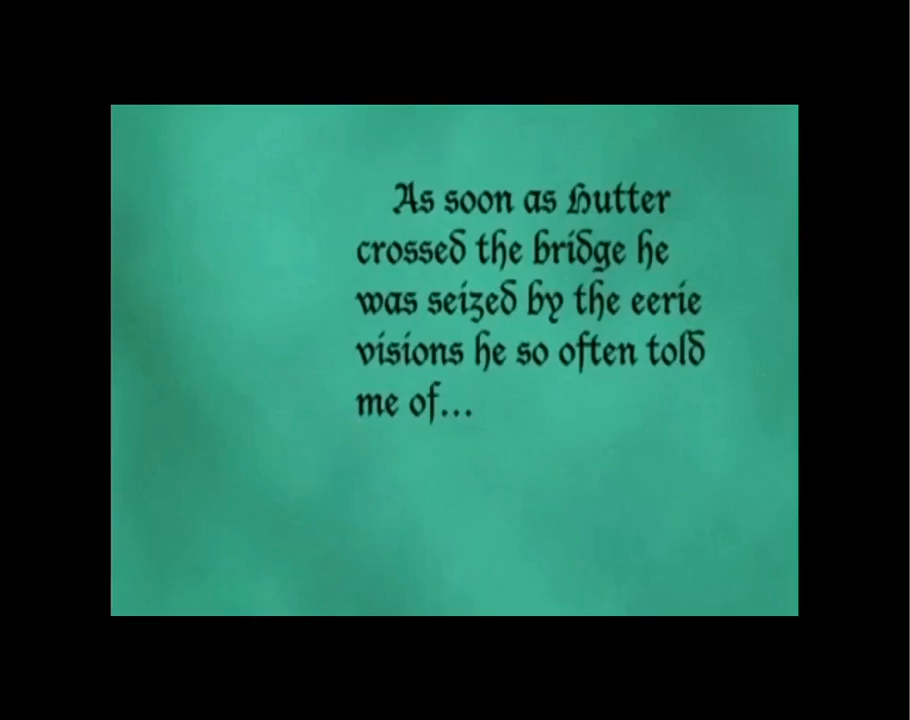 As soon as Hutter
crossed the bridge he
was seized by the eerie
visions he so often told
me of...